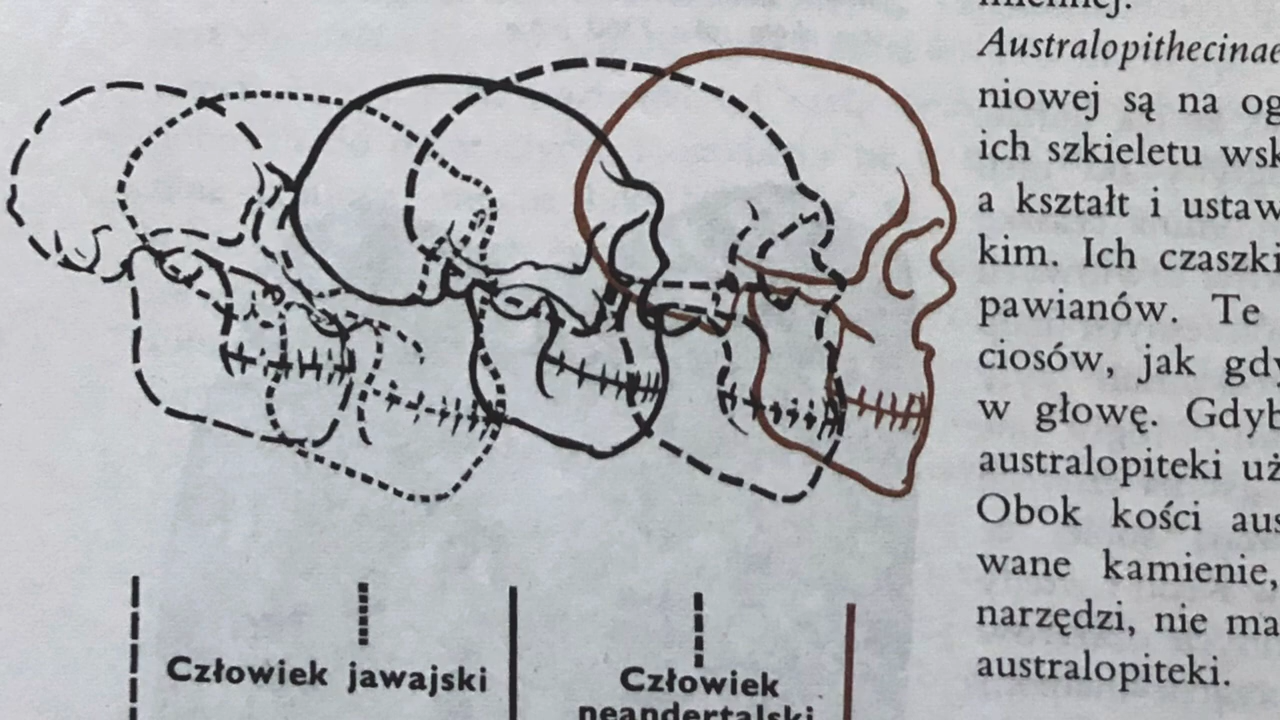 Człowiek jawajski
Człowiek
neandertalski
miennej.
Australopithecinae
niowej są na og
ich szkieletu wsk
a kształt i ustaw
kim. Ich czaszki
pawianów. Te
ciosów, jak gdy
w głowę. Gdyb
australopiteki uż
Obok kości aus
wane kamienie,
narzędzi, nie ma
australopiteki.